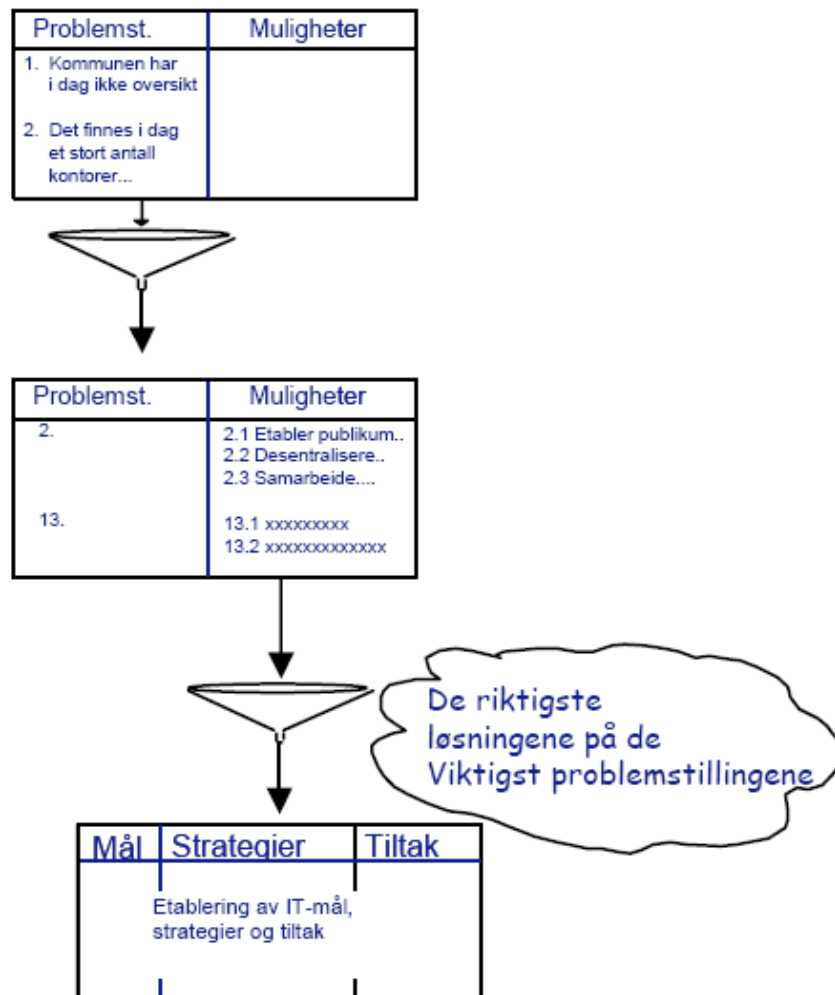 Problemst. Muligheter
1. Kommunen har
i dag ikke oversikt
2. Det finnes i dag
et stort antall
kontorer...
Problemst. Muligheter
2. 2.1 Etabler publikum..
2.2 Desentralisere..
2.3 Samarbeide....
13. 13.1 xxxxxxxxx
13.2 xxxxxxxxxxxxx
De riktigste
løsningene på de
Viktigst problemstillingene
Mål Strategier Tiltak
Etablering av IT-mål,
strategier og tiltak